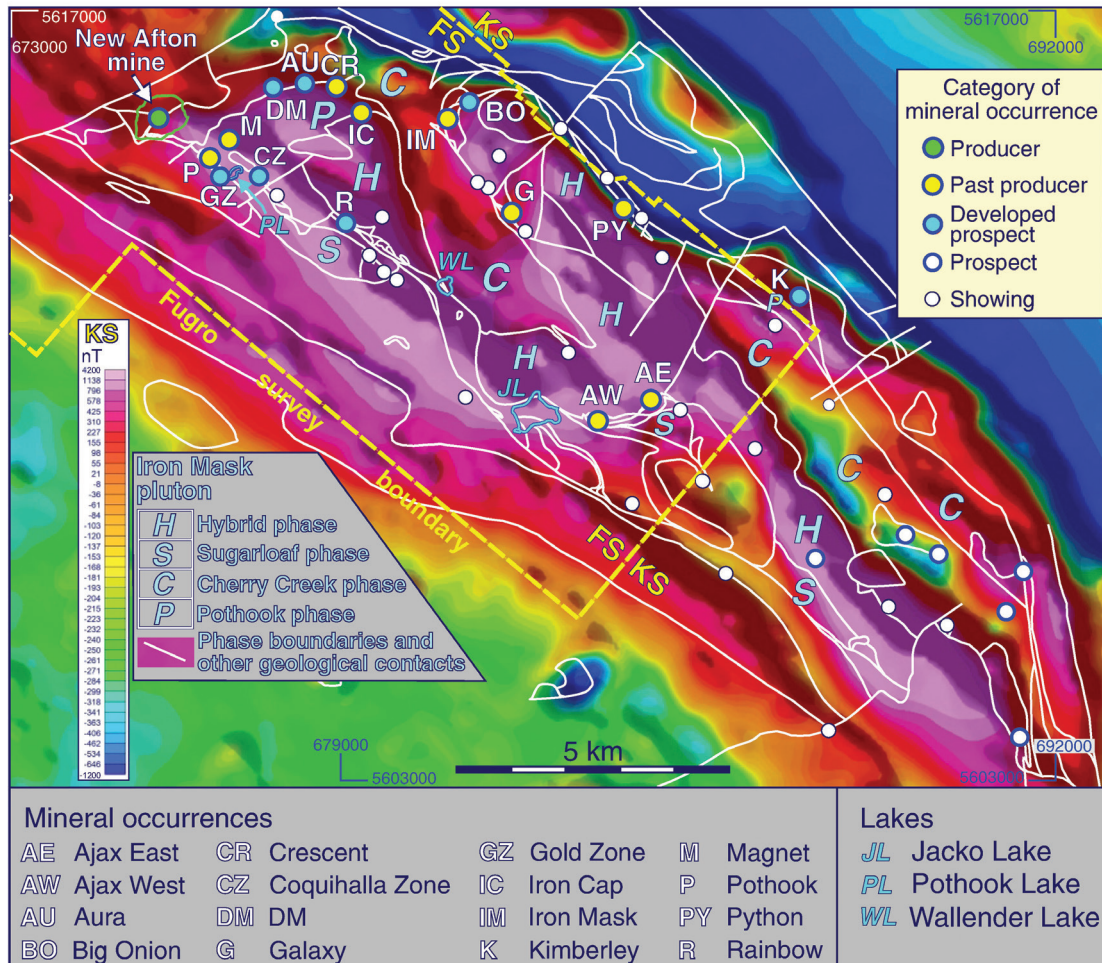 5617000
673000
New Afton
mine
AU
CR
C
DM
P
IC
IM
BO
M
P
CZ
GZ
PL
H
R
S
G
H
PY
WL
C
H
K
P
C
H
JL
AW
AE
S
C
C
H
S
KS
FS
FS
KS
Fugro
survey
boundary
5617000
692000
Category of
mineral occurrence
Producer
Past producer
Developed
prospect
Prospect
Showing
KS
nT
4200
1138
796
578
425
310
227
155
98
55
21
-8
-36
-61
-84
-103
-120
-137
-153
-167
-181
-193
-204
-215
-223
-232
-240
-261
-271
-284
-299
-318
-341
-365
-406
-462
-534
-646
-1200
Iron Mask
pluton
H Hybrid phase
S Sugarloaf phase
C Cherry Creek phase
P Pothook phase
Phase boundaries and
other geological contacts
679000
5603000
5 km
692000
5603000
Mineral occurrences
AE Ajax East
AW Ajax West
AU Aura
BO Big Onion
CR Crescent
CZ Coquihalla Zone
DM DM
G Galaxy
GZ Gold Zone
IC Iron Cap
IM Iron Mask
K Kimberley
M Magnet
P Pothook
PY Python
R Rainbow
Lakes
JL Jacko Lake
PL Pothook Lake
WL Wallender Lake